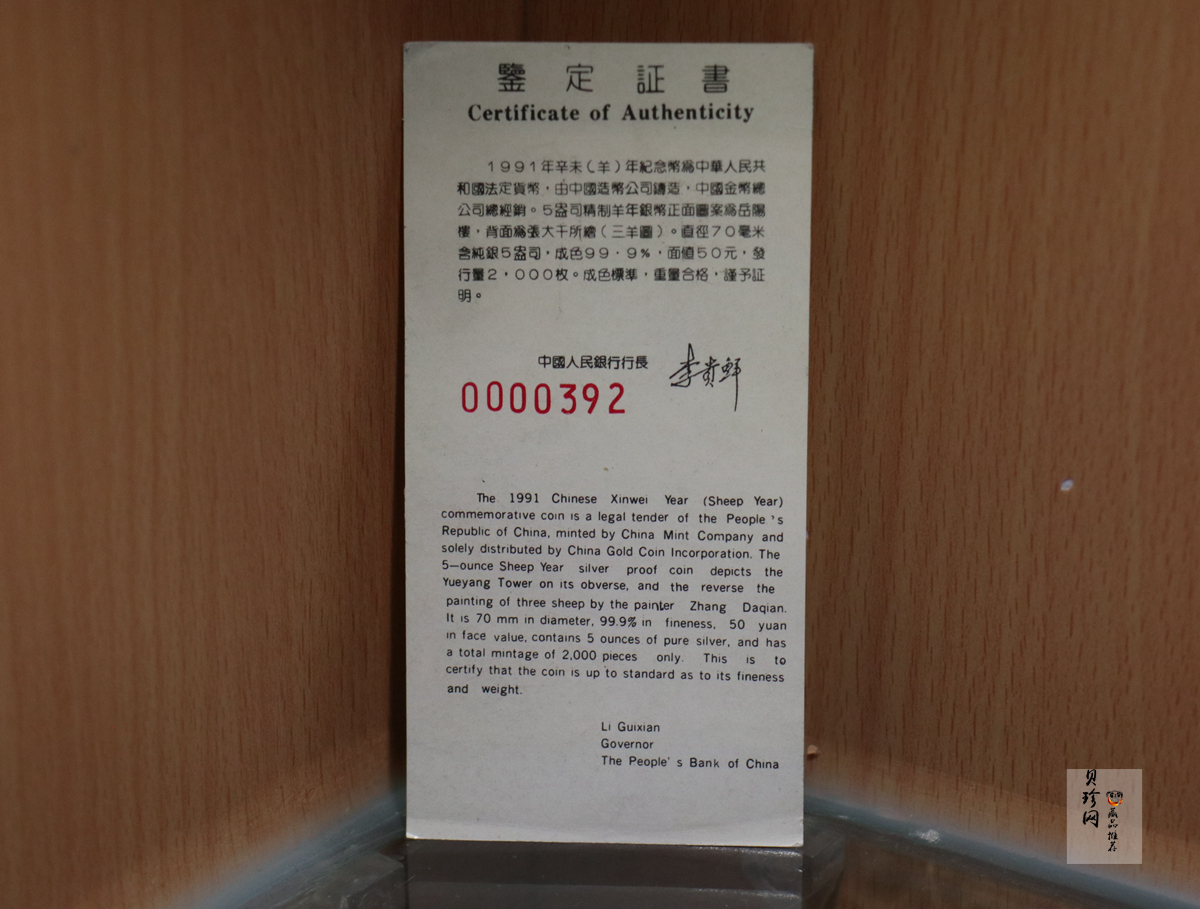 鑒定証書
Certificate of Authenticity
１９９１年辛未（羊）年紀念幣爲中華人民共
和國法定貨幣，由中國造幣公司鑄造，中國金幣總
公司總經銷。５盎司精制羊年銀幣正面圖案爲岳陽
樓，背面爲張大千所繪（三羊圖）。直徑７０毫米
含純銀５盎司，成色９９．９％，面值５０元，發
行量２，０００枚。成色標準，重量合格，謹予証
明。
中國人民銀行行長 李贵鲜
0000392
The 1991 Chinese Xinwei Year (Sheep Year)
commemorative coin is a legal tender of the People's
Republic of China, minted by China Mint Company and
solely distributed by China Gold Coin Incorporation. The
5—ounce Sheep Year silver proof coin depicts the
Yueyang Tower on its obverse, and the reverse the
painting of three sheep by the painter Zhang Daqian.
It is 70 mm in diameter, 99.9% in fineness, 50 yuan
in face value, contains 5 ounces of pure silver, and has
a total mintage of 2,000 pieces only. This is to
certify that the coin is up to standard as to its fineness
and weight.
Li Guixian
Governor
The People's Bank of China
贝珍网
藏品推荐